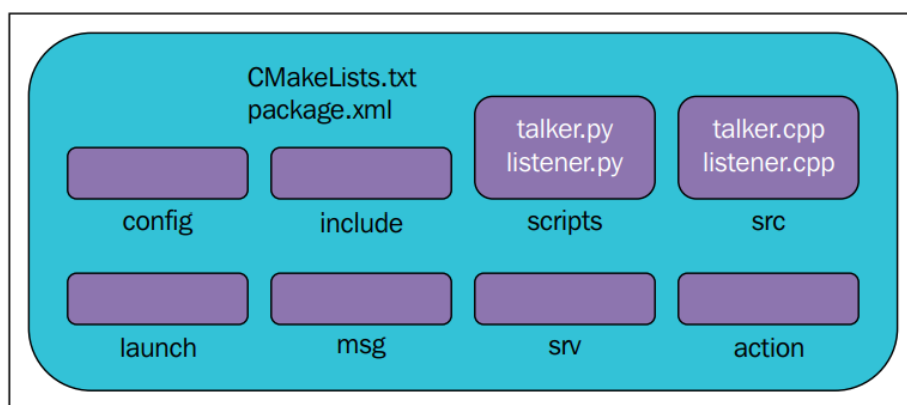 CMakeLists.txt
package.xml
talker.py
listener.py
talker.cpp
listener.cpp
config
include
scripts
src
launch
msg
srv
action